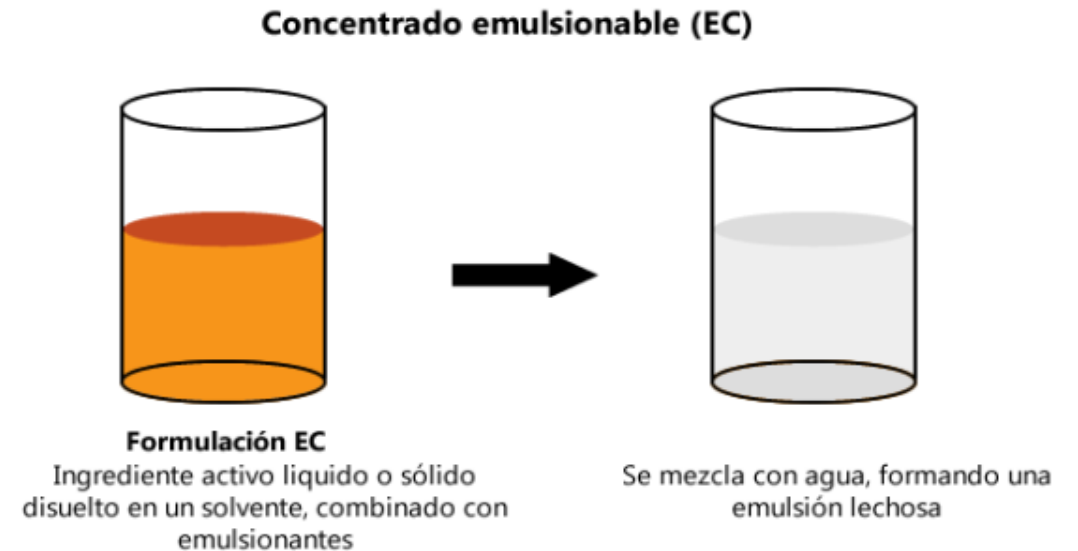 Concentrado emulsionable (EC)
Formulación EC
Ingrediente activo liquido o sólido
disuelto en un solvente, combinado con
emulsionantes
Se mezcla con agua, formando una
emulsión lechosa